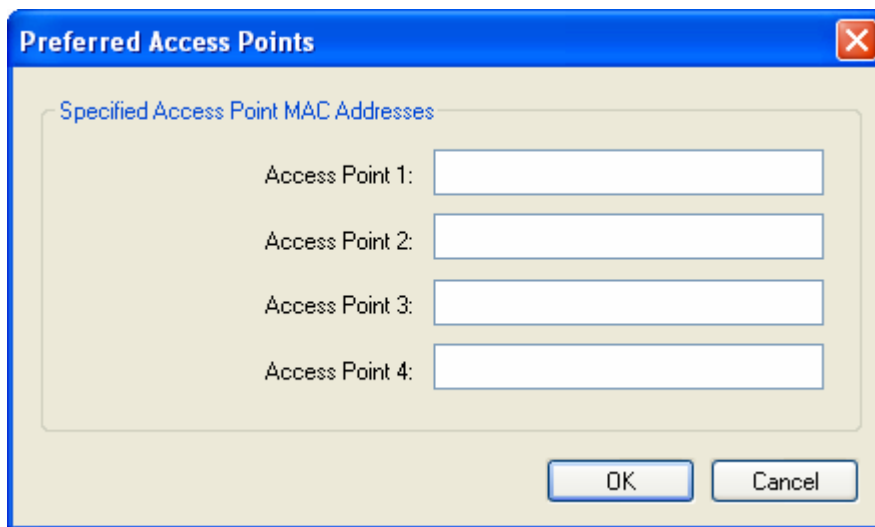 Preferred Access Points
Specified Access Point MAC Addresses
Access Point 1:
Access Point 2:
Access Point 3:
Access Point 4:
OK
Cancel